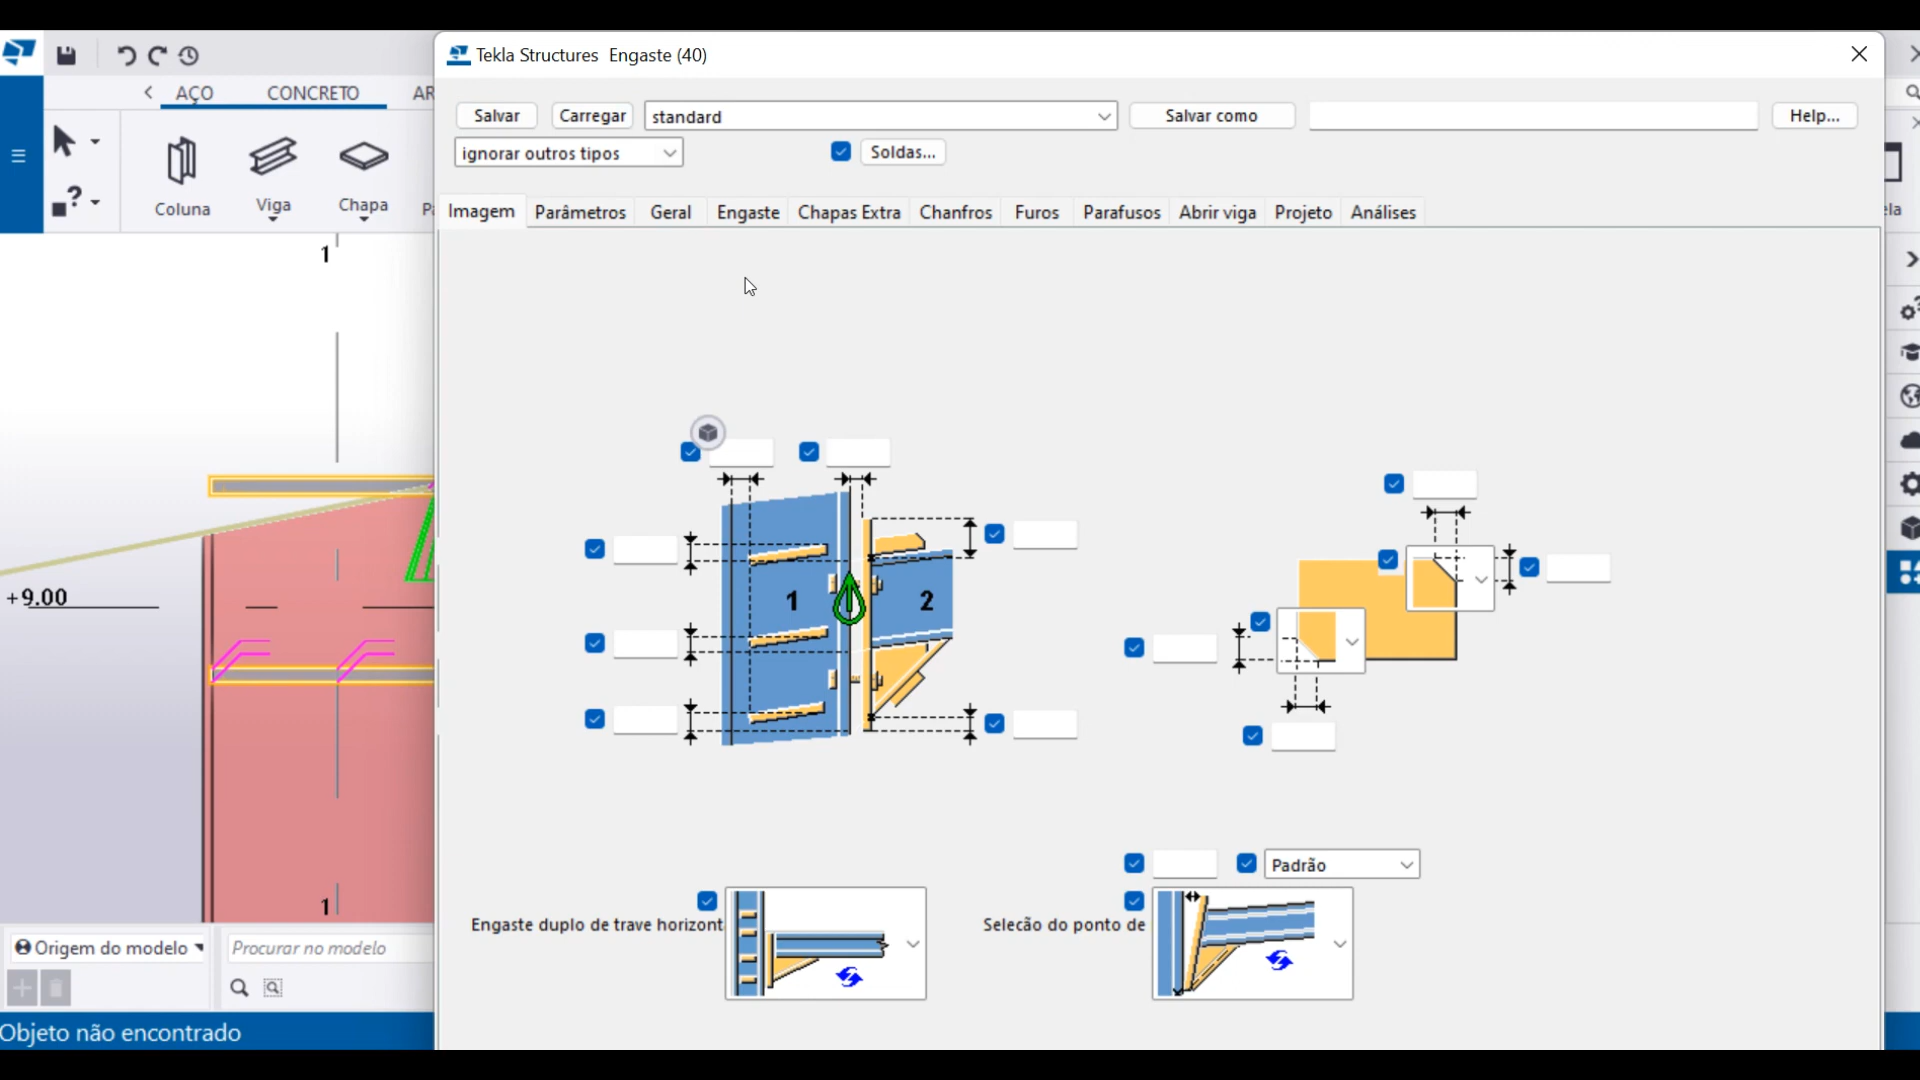 Tekla Structures Engaste (40)
Salvar
Carregar
standard
Salvar como
Help...
ignorar outros tipos
Soldas...
AÇO
CONCRETO
Coluna
Viga
Chapa
Imagem
Parâmetros
Geral
Engaste
Chapas Extra
Chanfros
Furos
Parafusos
Abrir viga
Projeto
Análises
1
+9.00
1
1
2
Padrão
Engaste duplo de trave horizont
Selecão do ponto de
Origem do modelo
Procurar no modelo
Objeto não encontrado